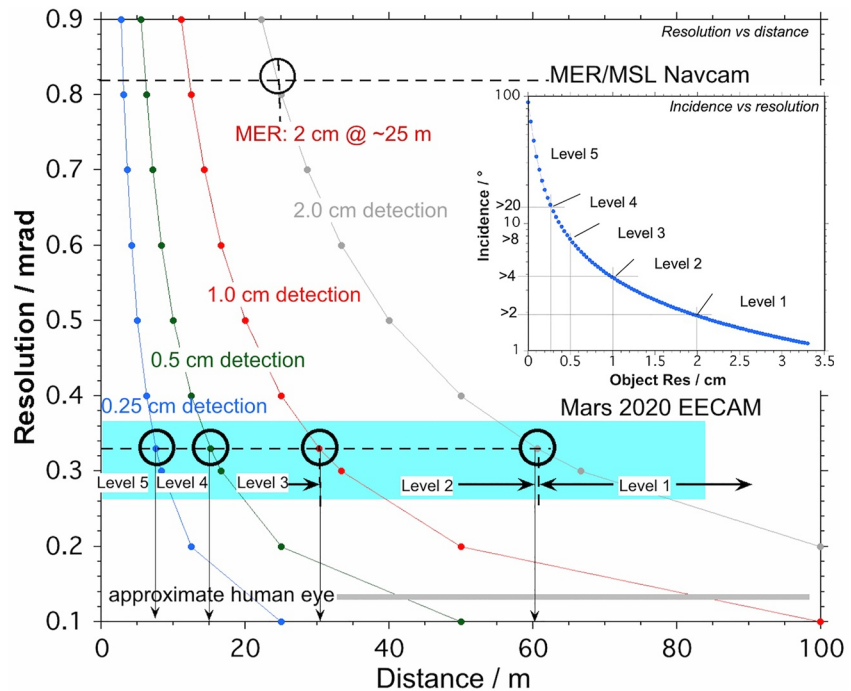 0.9
0.8
0.7
0.6
0.5
0.4
0.3
0.2
0.1
Resolution / mrad
0
20
40
60
80
100
Distance / m
Resolution vs distance
MER/MSL Navcam
MER: 2 cm @ ~25 m
2.0 cm detection
1.0 cm detection
0.5 cm detection
0.25 cm detection
Mars 2020 EECAM
Level 5
Level 4
Level 3
Level 2
Level 1
approximate human eye
Incidence vs resolution
100
>20
10
>8
>4
>2
1
Incidence / °
Level 5
Level 4
Level 3
Level 2
Level 1
0
0.5
1
1.5
2
2.5
3
3.5
Object Res / cm